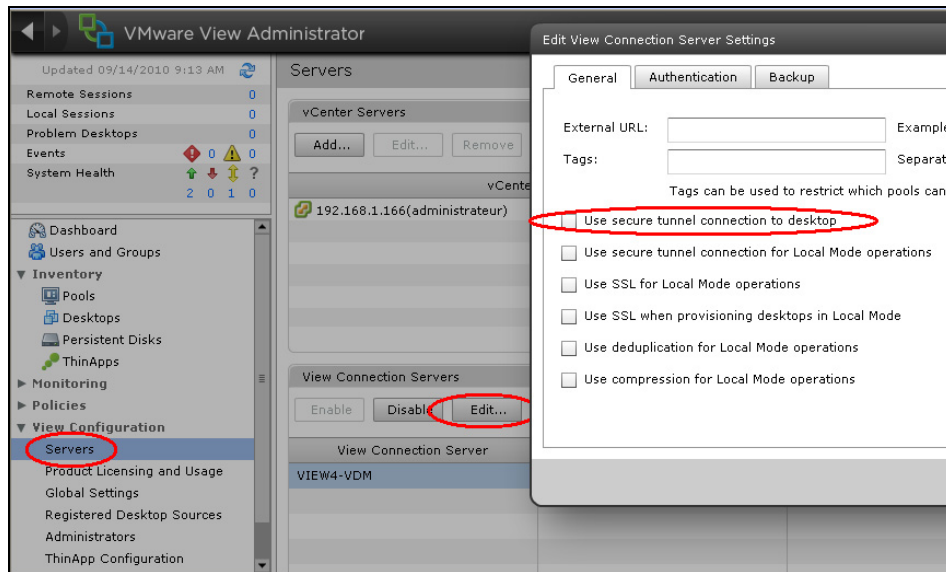 VMware View Administrator
Updated 09/14/2010 9:13 AM
Remote Sessions 0
Local Sessions 0
Problem Desktops 0
Events 0 0
System Health ?
2 0 1 0
Dashboard
Users and Groups
Inventory
Pools
Desktops
Persistent Disks
ThinApps
Monitoring
Policies
View Configuration
Servers
Product Licensing and Usage
Global Settings
Registered Desktop Sources
Administrators
ThinApp Configuration
Servers
vCenter Servers
Add... Edit... Remove
vCente
192.168.1.166(administrateur)
View Connection Servers
Enable Disable Edit...
View Connection Server
VIEW4-VDM
Edit View Connection Server Settings
General Authentication Backup
External URL: Example
Tags: Separat
Tags can be used to restrict which pools can
Use secure tunnel connection to desktop
Use secure tunnel connection for Local Mode operations
Use SSL for Local Mode operations
Use SSL when provisioning desktops in Local Mode
Use deduplication for Local Mode operations
Use compression for Local Mode operations